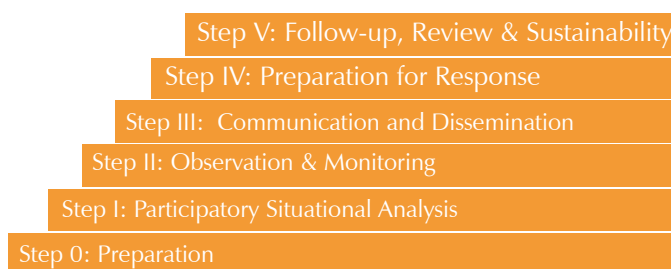 Step V: Follow-up, Review & Sustainability
Step IV: Preparation for Response
Step III: Communication and Dissemination
Step II: Observation & Monitoring
Step I: Participatory Situational Analysis
Step 0: Preparation